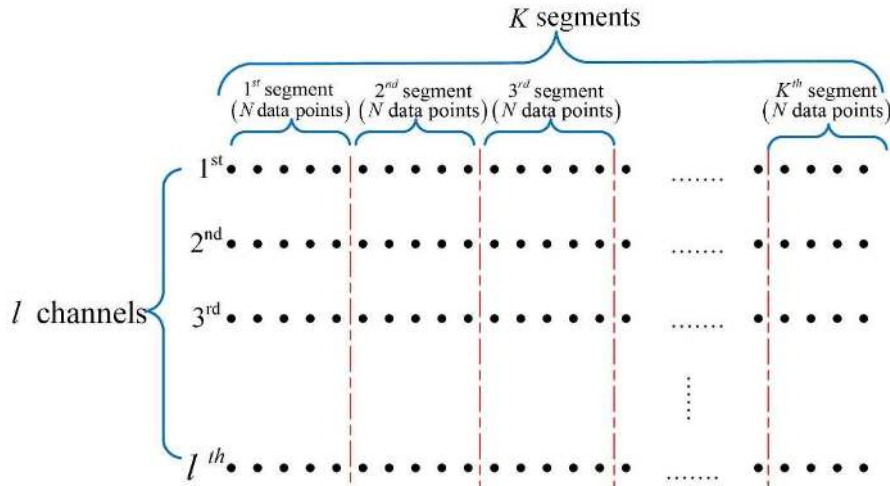 K segments
1st segment
(N data points)
2nd segment
(N data points)
3rd segment
(N data points)
Kth segment
(N data points)
1st
.......
2nd
.......
l channels
3rd
.......
......
l th
.......